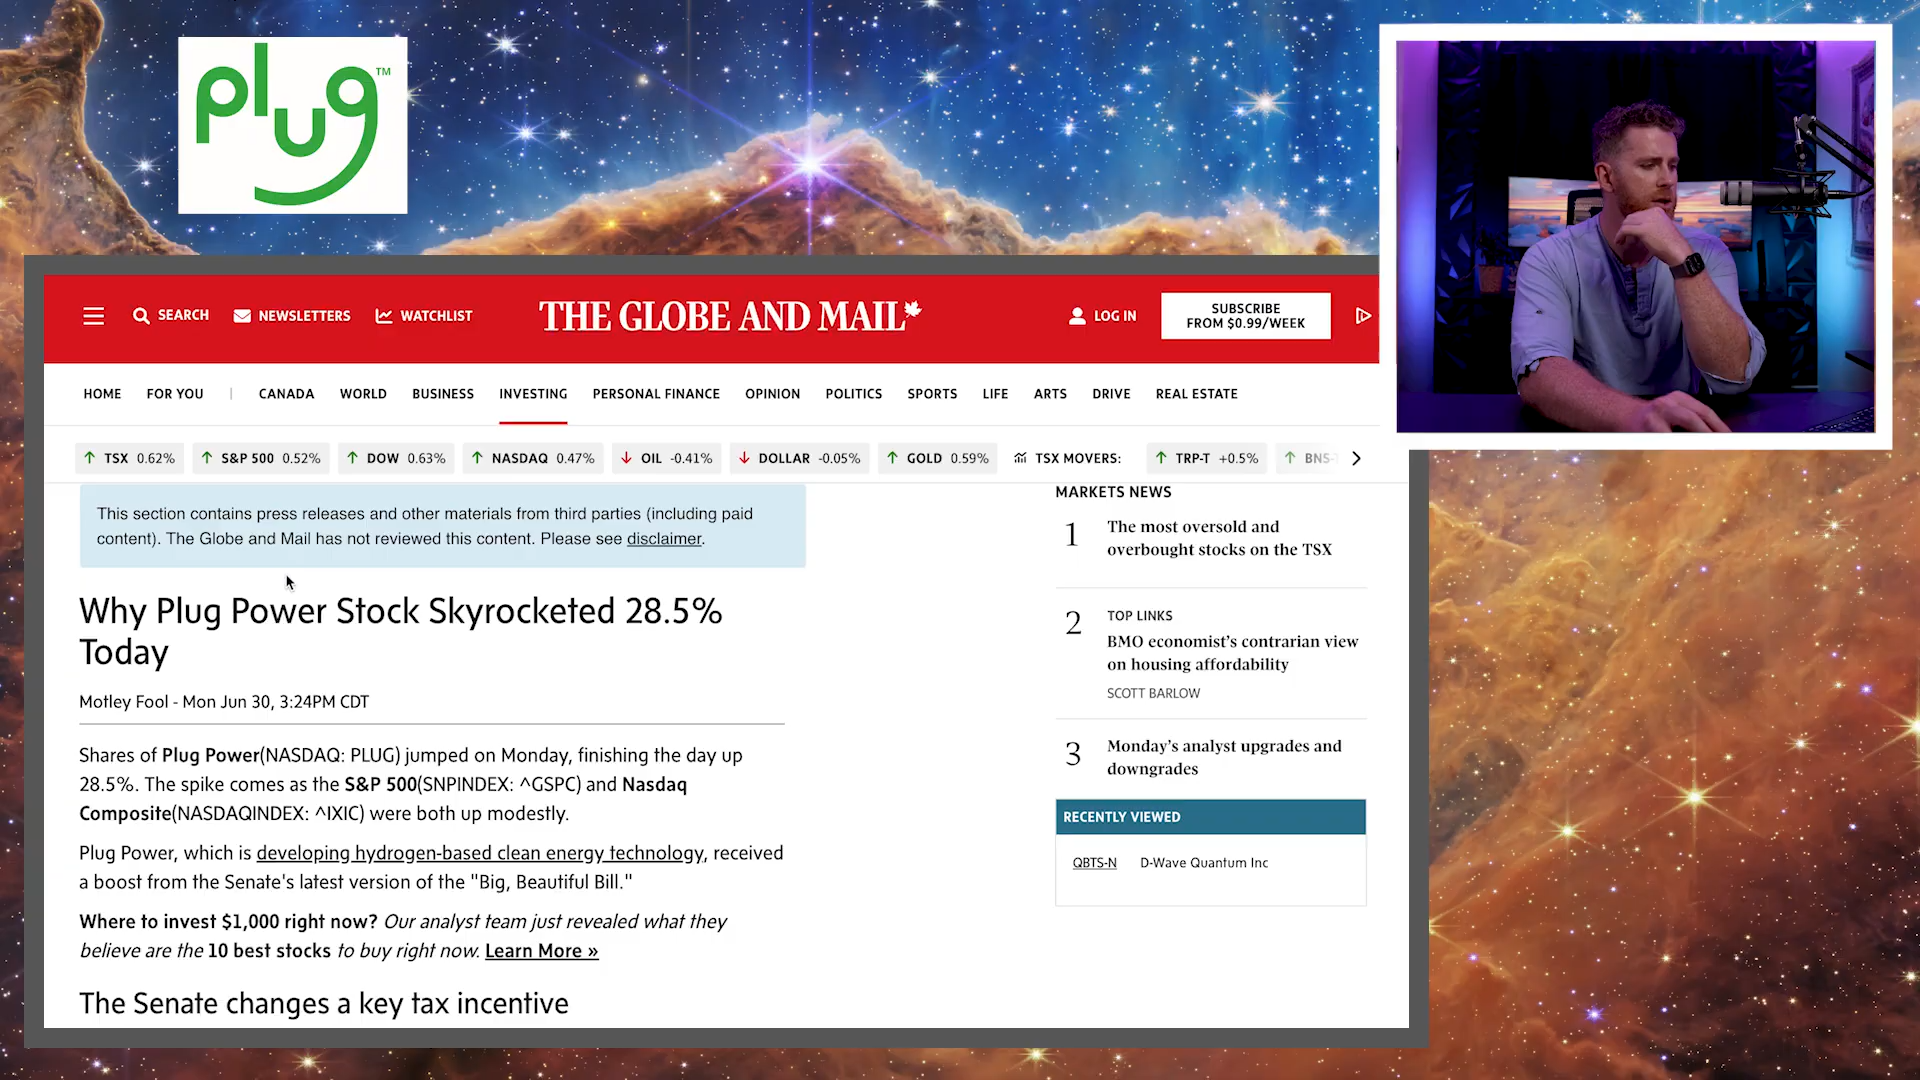 plug™
SEARCH
NEWSLETTERS
WATCHLIST
THE GLOBE AND MAIL
LOG IN
SUBSCRIBE
FROM $0.99/WEEK
HOME
FOR YOU
CANADA
WORLD
BUSINESS
INVESTING
PERSONAL FINANCE
OPINION
POLITICS
SPORTS
LIFE
ARTS
DRIVE
REAL ESTATE
TSX 0.62%
S&P 500 0.52%
DOW 0.63%
NASDAQ 0.47%
OIL -0.41%
DOLLAR -0.05%
GOLD 0.59%
TSX MOVERS:
TRP-T +0.5%
BNS-
This section contains press releases and other materials from third parties (including paid
content). The Globe and Mail has not reviewed this content. Please see disclaimer.
Why Plug Power Stock Skyrocketed 28.5%
Today
Motley Fool - Mon Jun 30, 3:24PM CDT
Shares of Plug Power(NASDAQ: PLUG) jumped on Monday, finishing the day up
28.5%. The spike comes as the S&P 500(SNPINDEX: ^GSPC) and Nasdaq
Composite(NASDAQINDEX: ^IXIC) were both up modestly.
Plug Power, which is developing hydrogen-based clean energy technology, received
a boost from the Senate's latest version of the "Big, Beautiful Bill."
Where to invest $1,000 right now? Our analyst team just revealed what they
believe are the 10 best stocks to buy right now. Learn More »
The Senate changes a key tax incentive
MARKETS NEWS
1
The most oversold and
overbought stocks on the TSX
2
TOP LINKS
BMO economist's contrarian view
on housing affordability
SCOTT BARLOW
3
Monday's analyst upgrades and
downgrades
RECENTLY VIEWED
QBTS-N D-Wave Quantum Inc